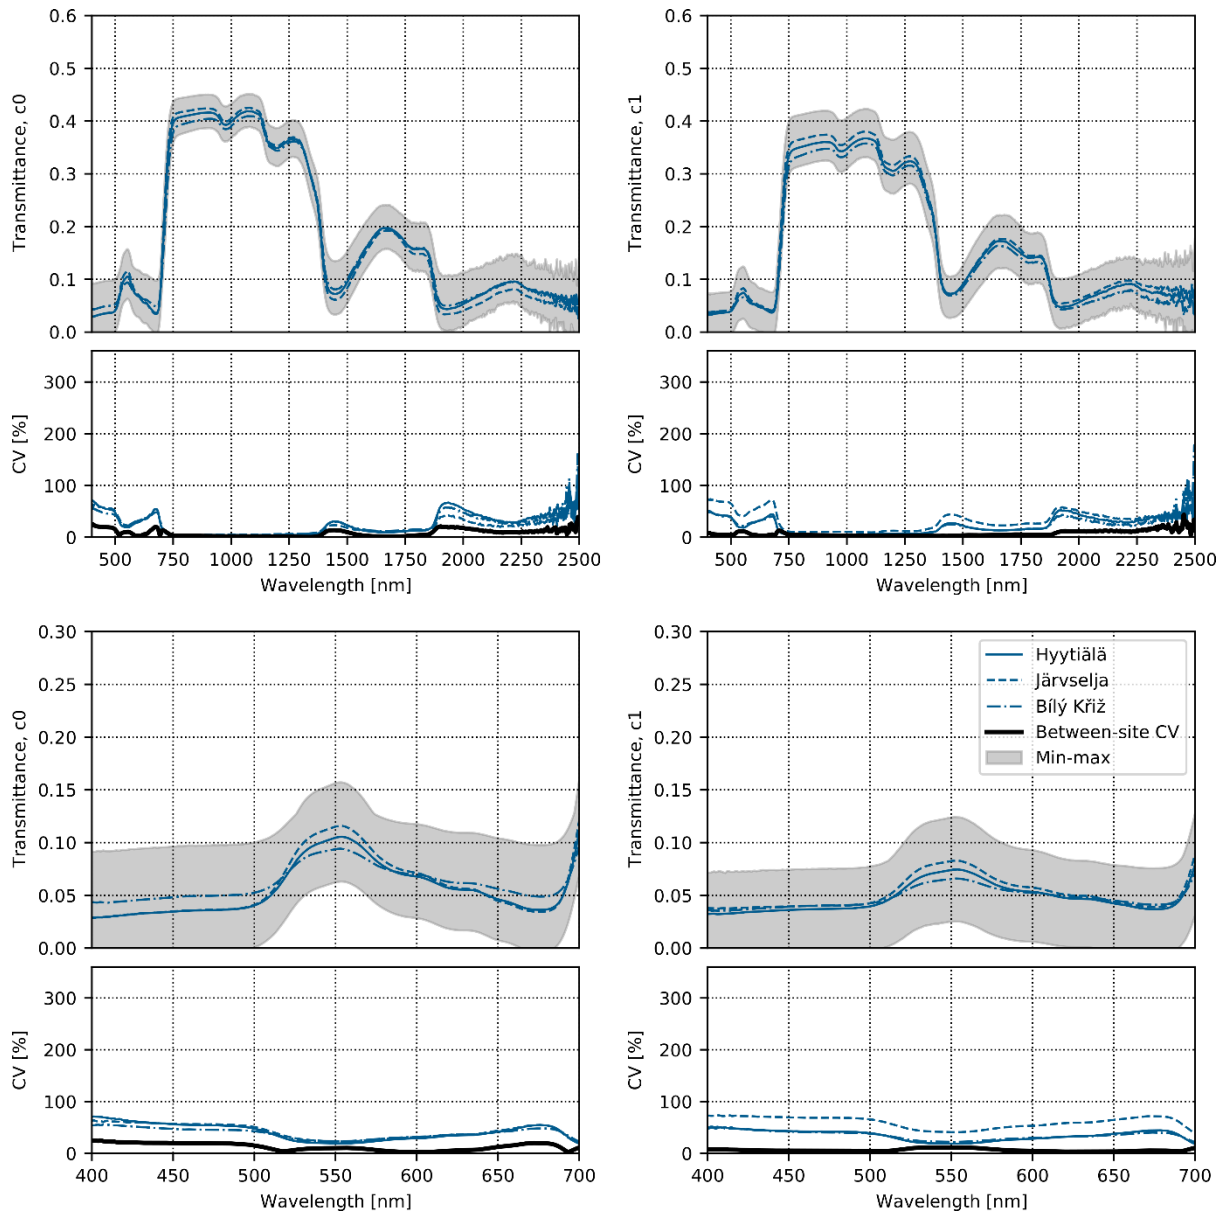 0.6
0.5
0.4
0.3
0.2
0.1
0.0
Transmittance, c0
300
200
100
0
CV [%]
500 750 1000 1250 1500 1750 2000 2250 2500
Wavelength [nm]
0.6
0.5
0.4
0.3
0.2
0.1
0.0
Transmittance, c1
300
200
100
0
CV [%]
500 750 1000 1250 1500 1750 2000 2250 2500
Wavelength [nm]
0.30
0.25
0.20
0.15
0.10
0.05
0.00
Transmittance, c0
300
200
100
0
CV [%]
400 450 500 550 600 650 700
Wavelength [nm]
0.30
0.25
0.20
0.15
0.10
0.05
0.00
Transmittance, c1
Hyytiälä
Järvselja
Bílý Křiž
Between-site CV
Min-max
300
200
100
0
CV [%]
400 450 500 550 600 650 700
Wavelength [nm]